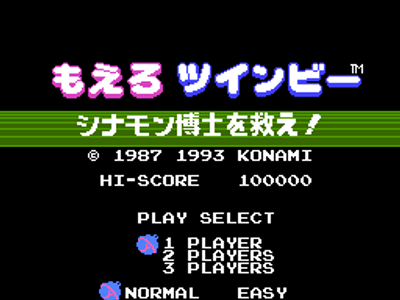 もえろ ツインビー™
シナモン博士を救え！
© 1987 1993 KONAMI
HI-SCORE 100000
PLAY SELECT
1 PLAYER
2 PLAYERS
3 PLAYERS
NORMAL EASY